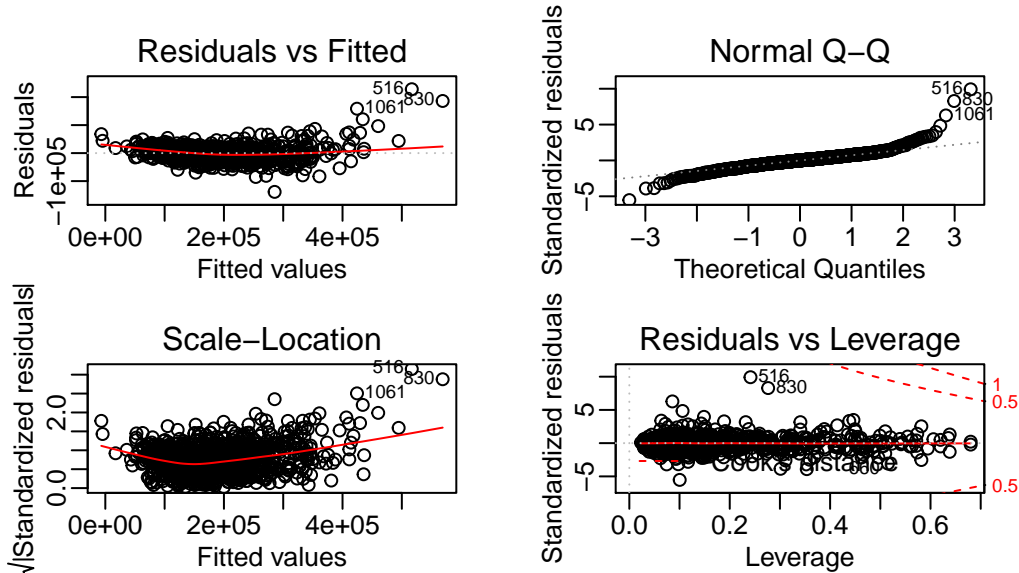 Residuals vs Fitted
Residuals
−1e+05
0e+00 2e+05 4e+05
Fitted values
516
830
1061
Normal Q−Q
Standardized residuals
−5 5
−3 −1 0 1 2 3
Theoretical Quantiles
516
830
1061
Scale−Location
√|Standardized residuals|
0.0 2.0
0e+00 2e+05 4e+05
Fitted values
516
830
1061
Residuals vs Leverage
Standardized residuals
−5 5
0.0 0.2 0.4 0.6
Leverage
516
830
Cook's distance
1
0.5
0.5